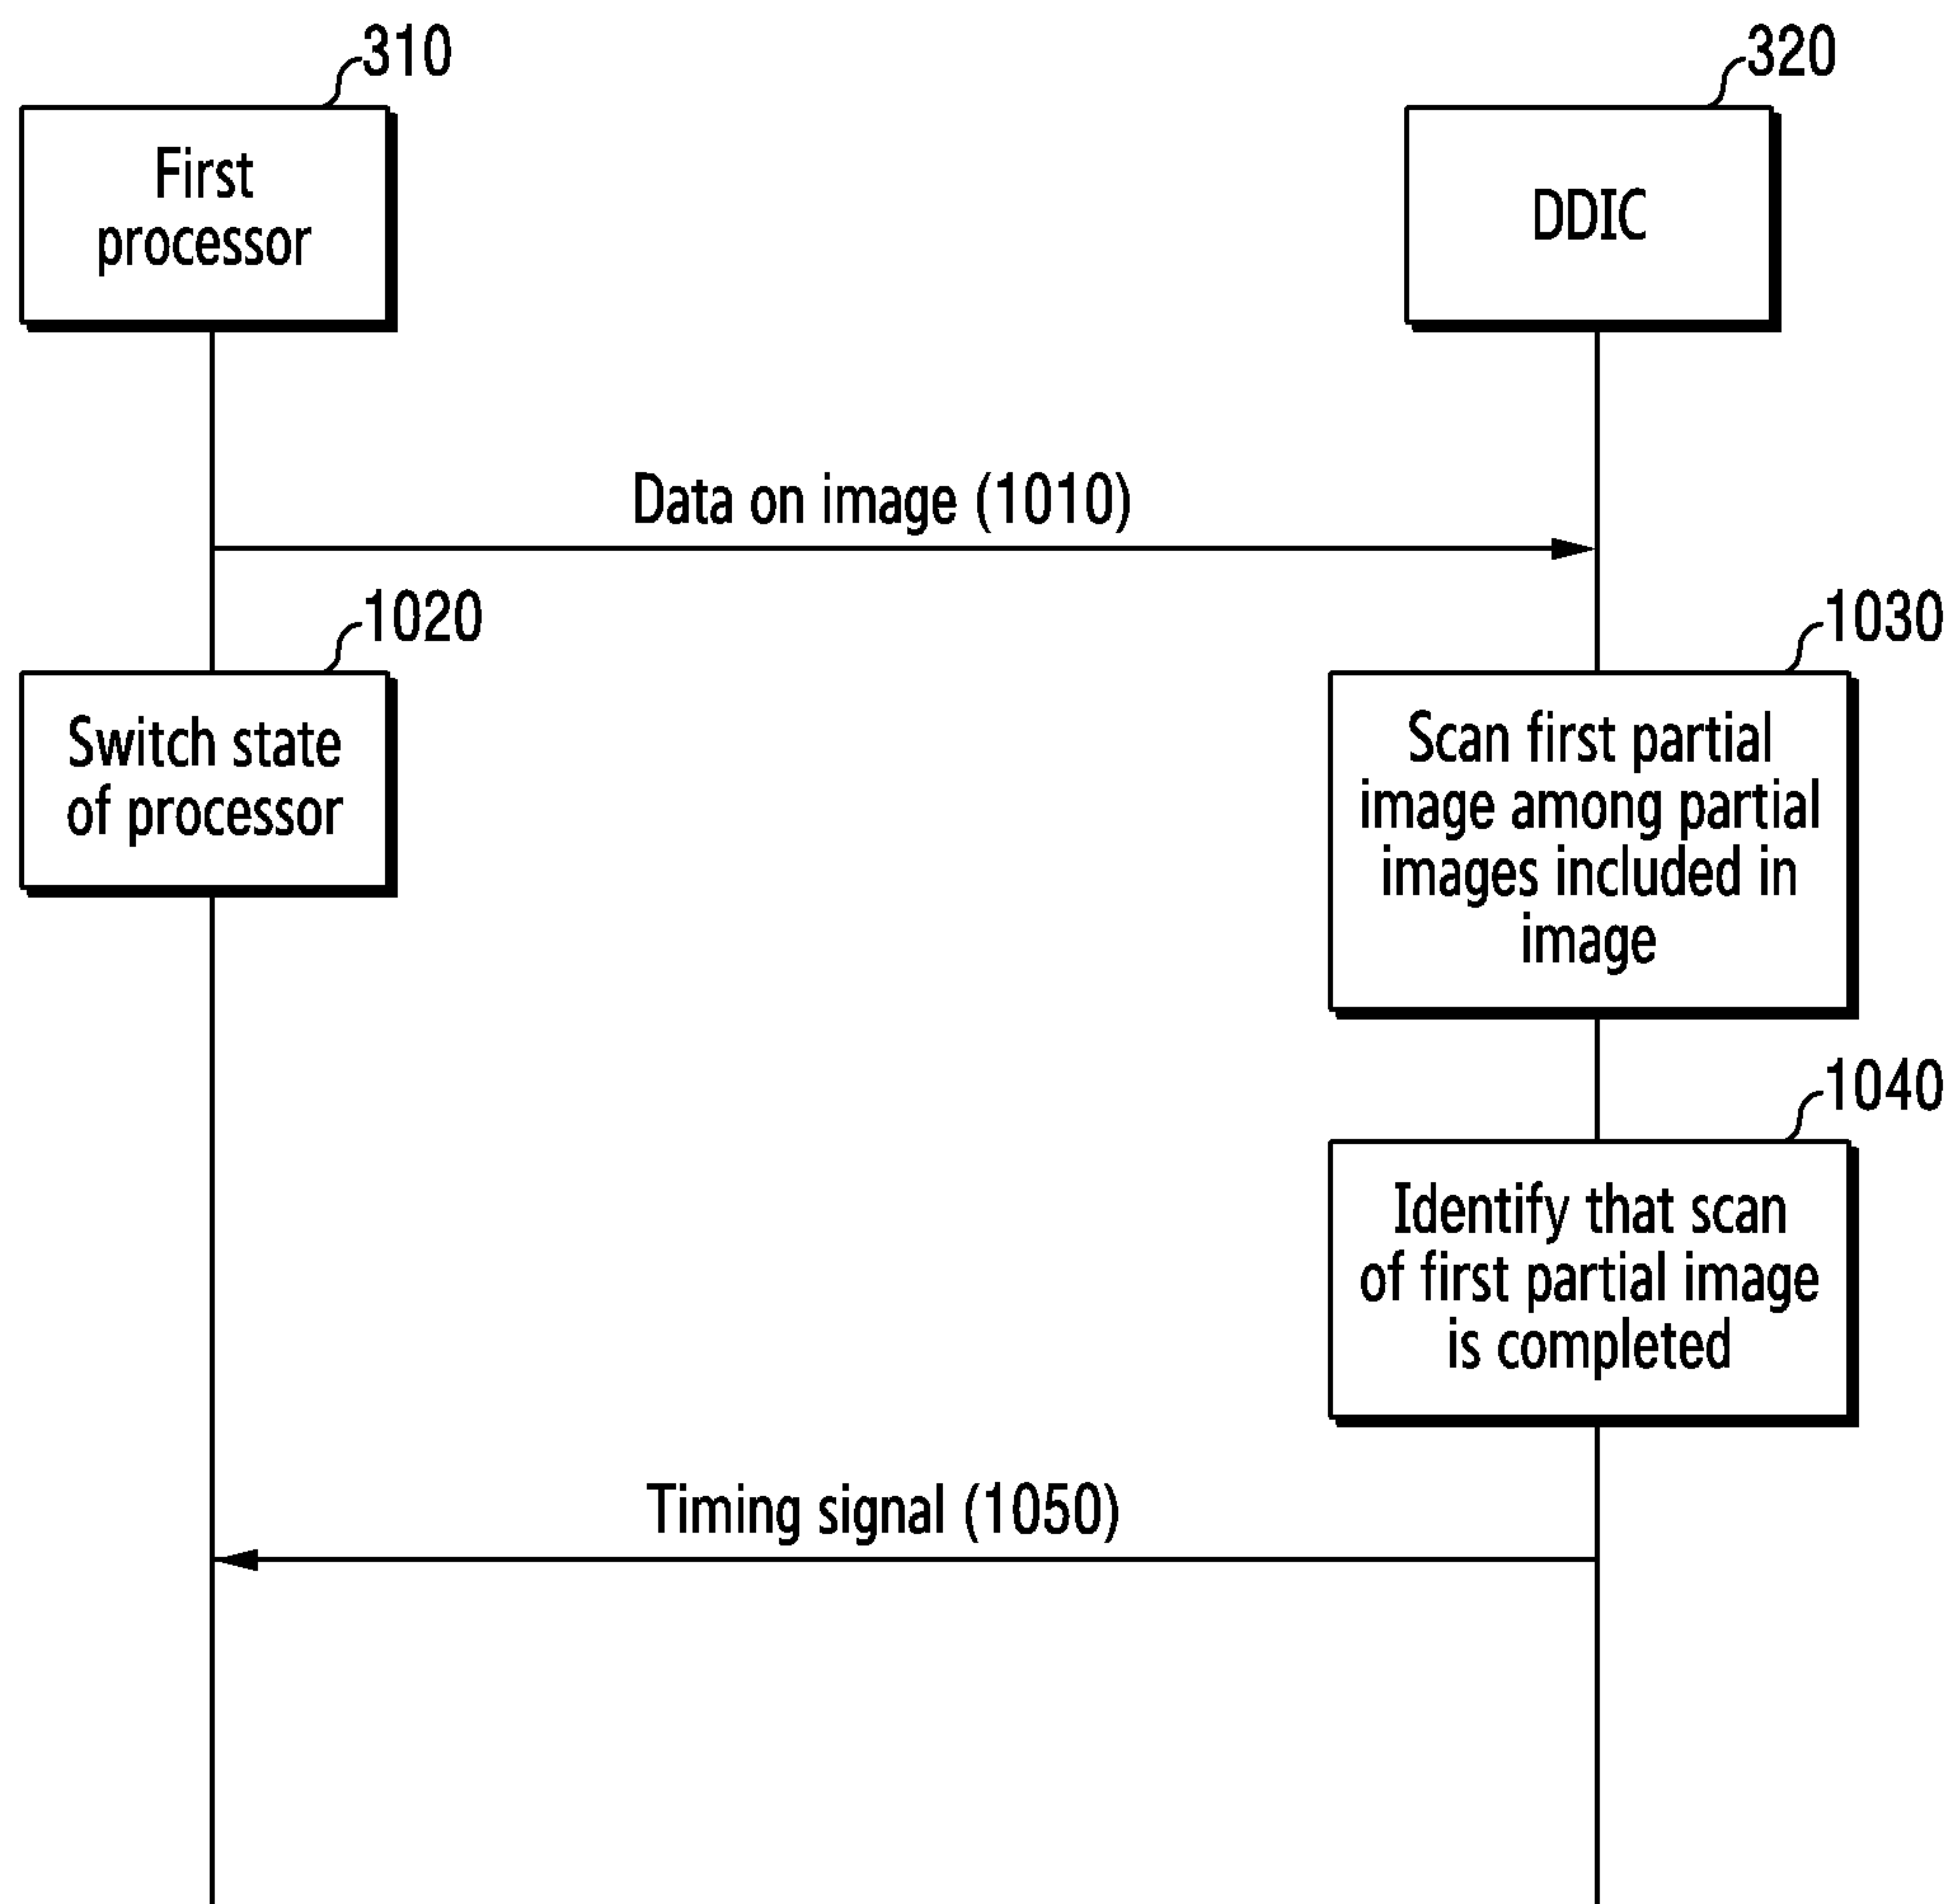 310
320
First
processor
DDIC
Data on image (1010)
1020
1030
Switch state
of processor
Scan first partial
image among partial
images included in
image
1040
Identify that scan
of first partial image
is completed
Timing signal (1050)